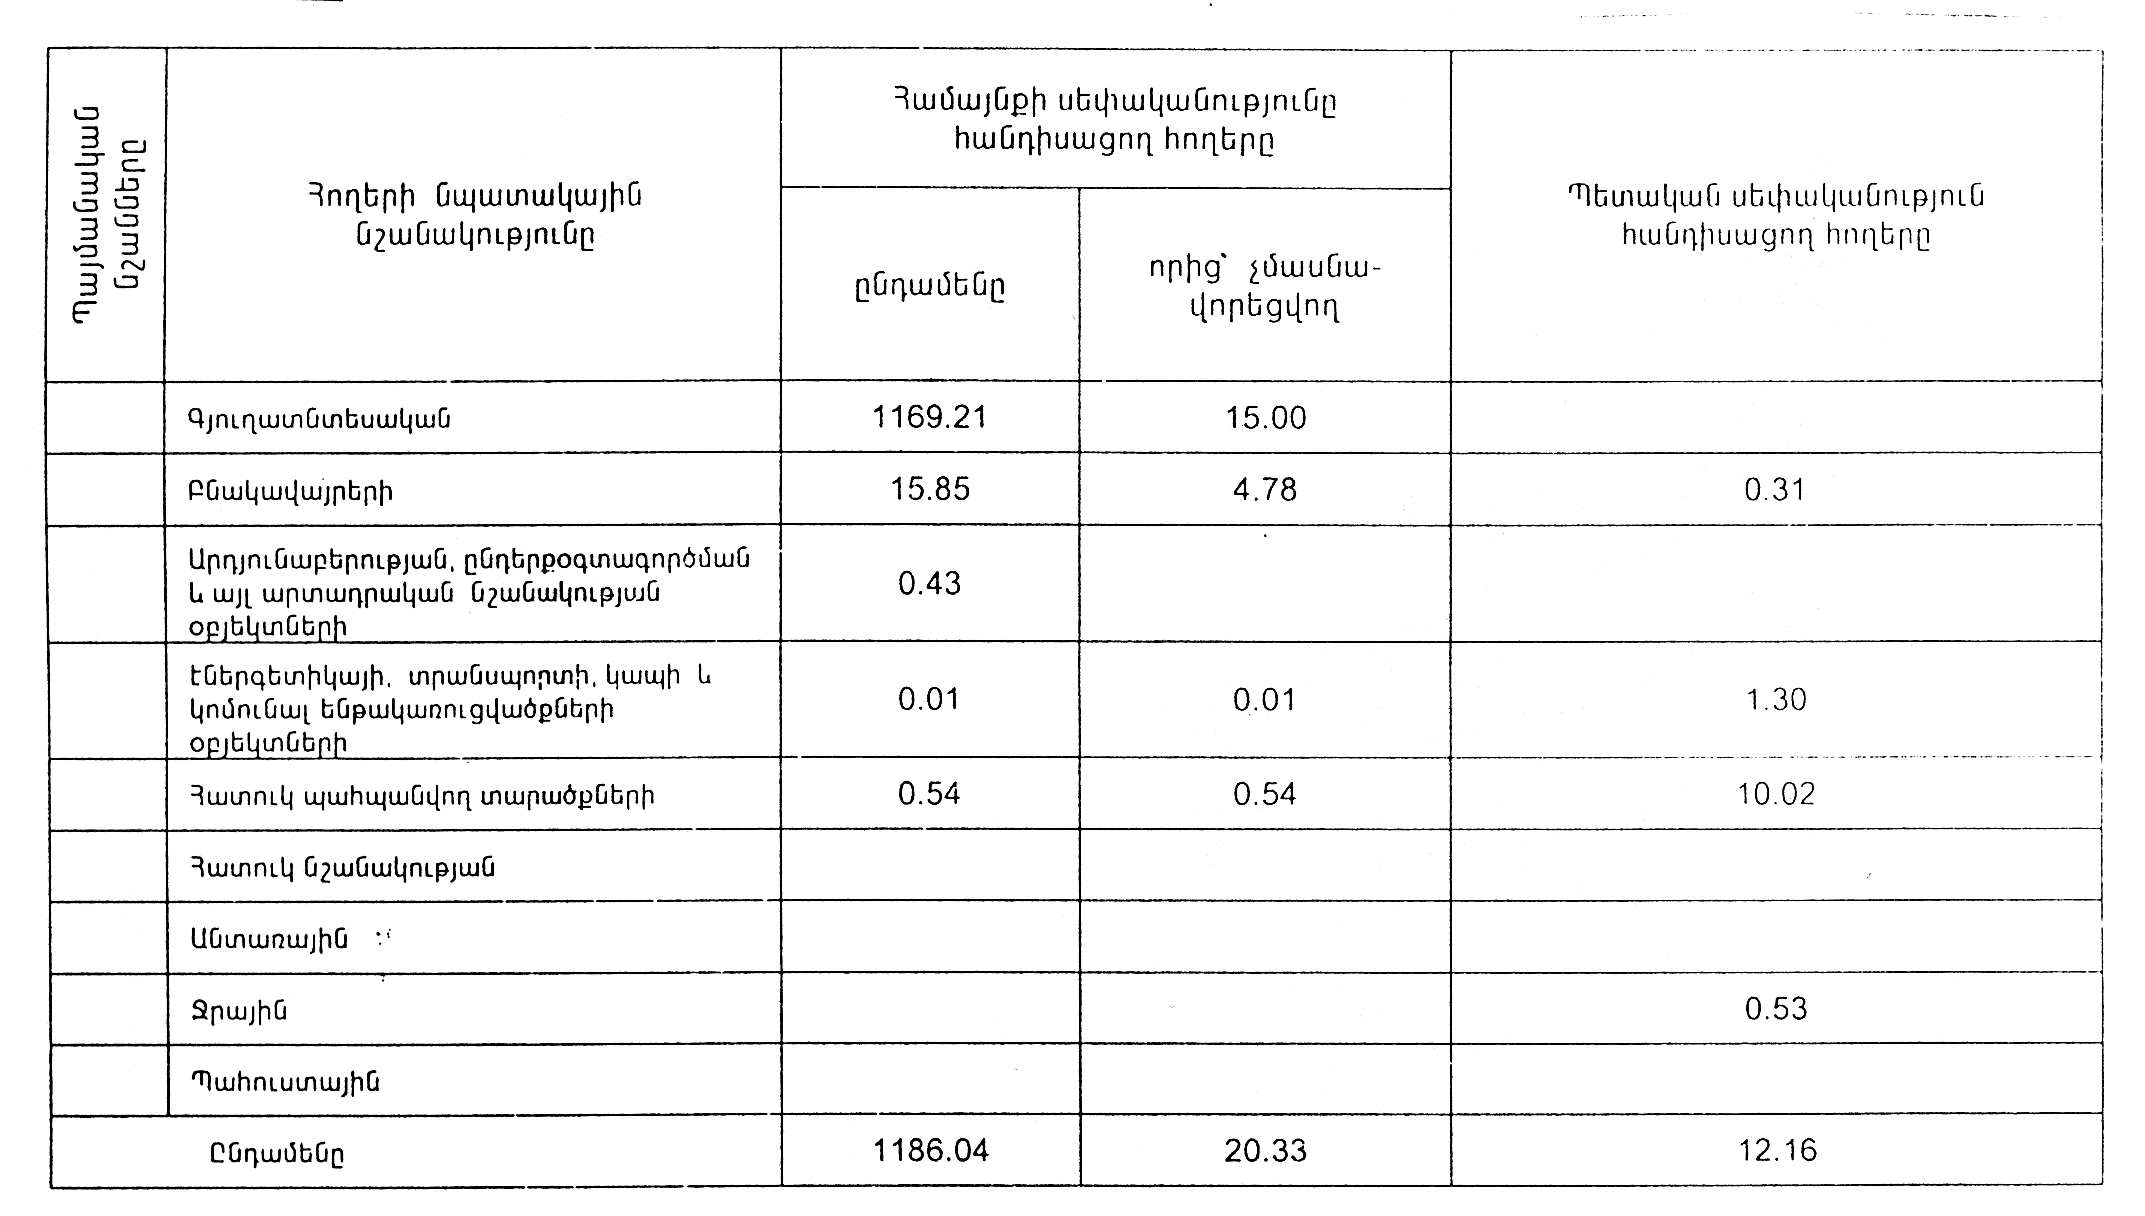 Պայմանական
նշանները
Հողերի նպատակային
նշանակությունը
Համայնքի սեփականությունը
հանդիսացող հողերը
ընդամենը
որից՝ չմասնա-
վորեցվող
Պետական սեփականություն
հանդիսացող հողերը
Գյուղատնտեսական 1169.21 15.00
Բնակավայրերի 15.85 4.78 0.31
Արդյունաբերության, ընդերքօգտագործման
և այլ արտադրական նշանակության
օբյեկտների
0.43
Էներգետիկայի, տրանսպորտի, կապի և
կոմունալ ենթակառուցվածքների
օբյեկտների
0.01 0.01 1.30
Հատուկ պահպանվող տարածքների 0.54 0.54 10.02
Հատուկ նշանակության
Անտառային
Ջրային 0.53
Պահուստային
Ընդամենը 1186.04 20.33 12.16